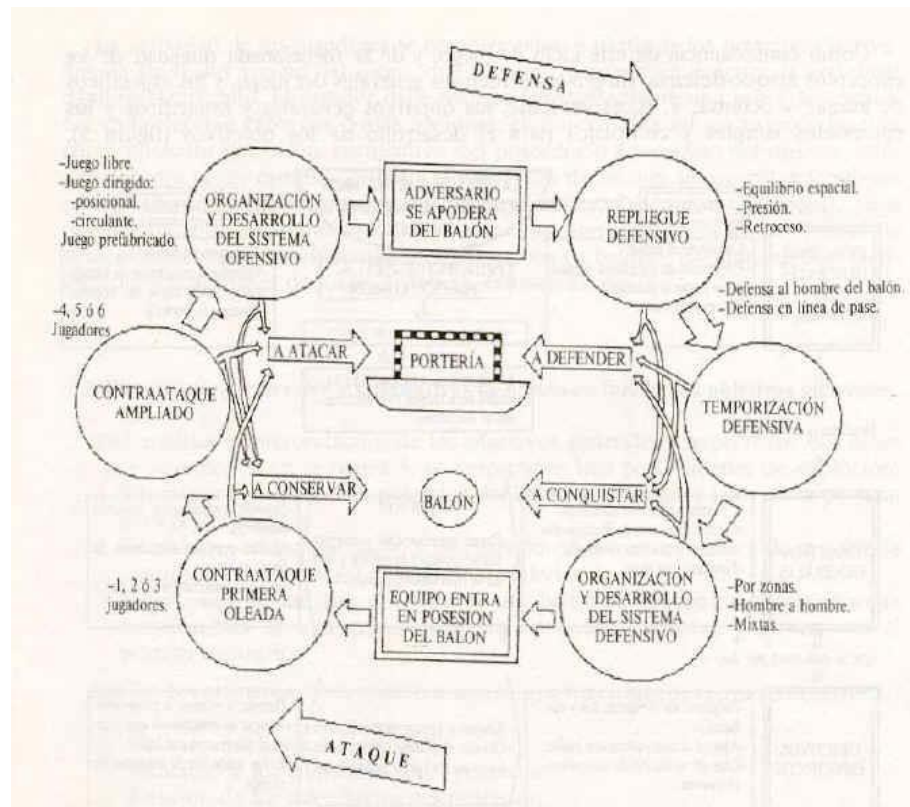 DEFENSA
-Juego libre.
-Juego dirigido:
-posicional.
-circulante.
Juego prefabricado.
ORGANIZACIÓN
Y DESARROLLO
DEL SISTEMA
OFENSIVO
ADVERSARIO
SE APODERA
DEL BALÓN
REPLIEGUE
DEFENSIVO
-Equilibrio espacial.
-Presión.
-Retroceso.
-Defensa al hombre del balón.
-Defensa en línea de pase.
-4, 5 ó 6
Jugadores
A ATACAR
PORTERÍA
A DEFENDER
CONTRAATAQUE
AMPLIADO
TEMPORIZACIÓN
DEFENSIVA
A CONSERVAR
BALÓN
A CONQUISTAR
-1, 2 ó 3
jugadores.
CONTRAATAQUE
PRIMERA
OLEADA
EQUIPO ENTRA
EN POSESION
DEL BALON
ORGANIZACIÓN
Y DESARROLLO
DEL SISTEMA
DEFENSIVO
-Por zonas.
-Hombre a hombre.
-Mixtas.
ATAQUE